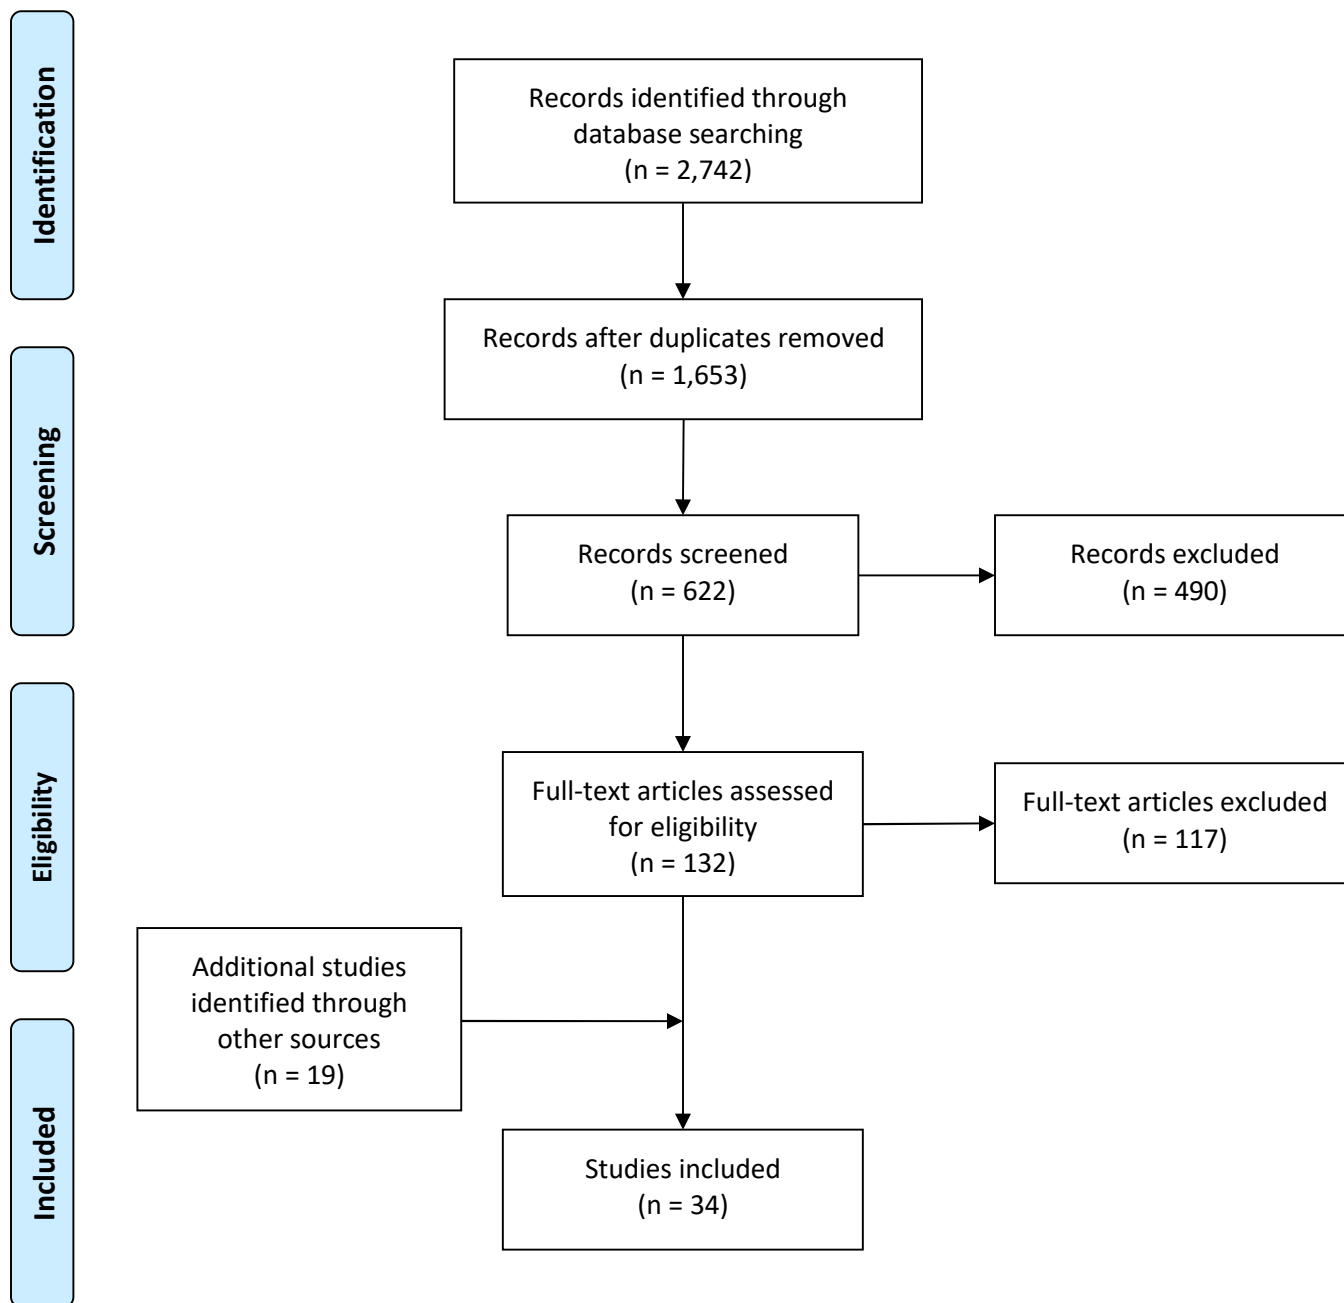 Identification
Records identified through
database searching
(n = 2,742)
Records after duplicates removed
(n = 1,653)
Screening
Records screened
(n = 622)
Records excluded
(n = 490)
Eligibility
Full-text articles assessed
for eligibility
(n = 132)
Full-text articles excluded
(n = 117)
Additional studies
identified through
other sources
(n = 19)
Included
Studies included
(n = 34)